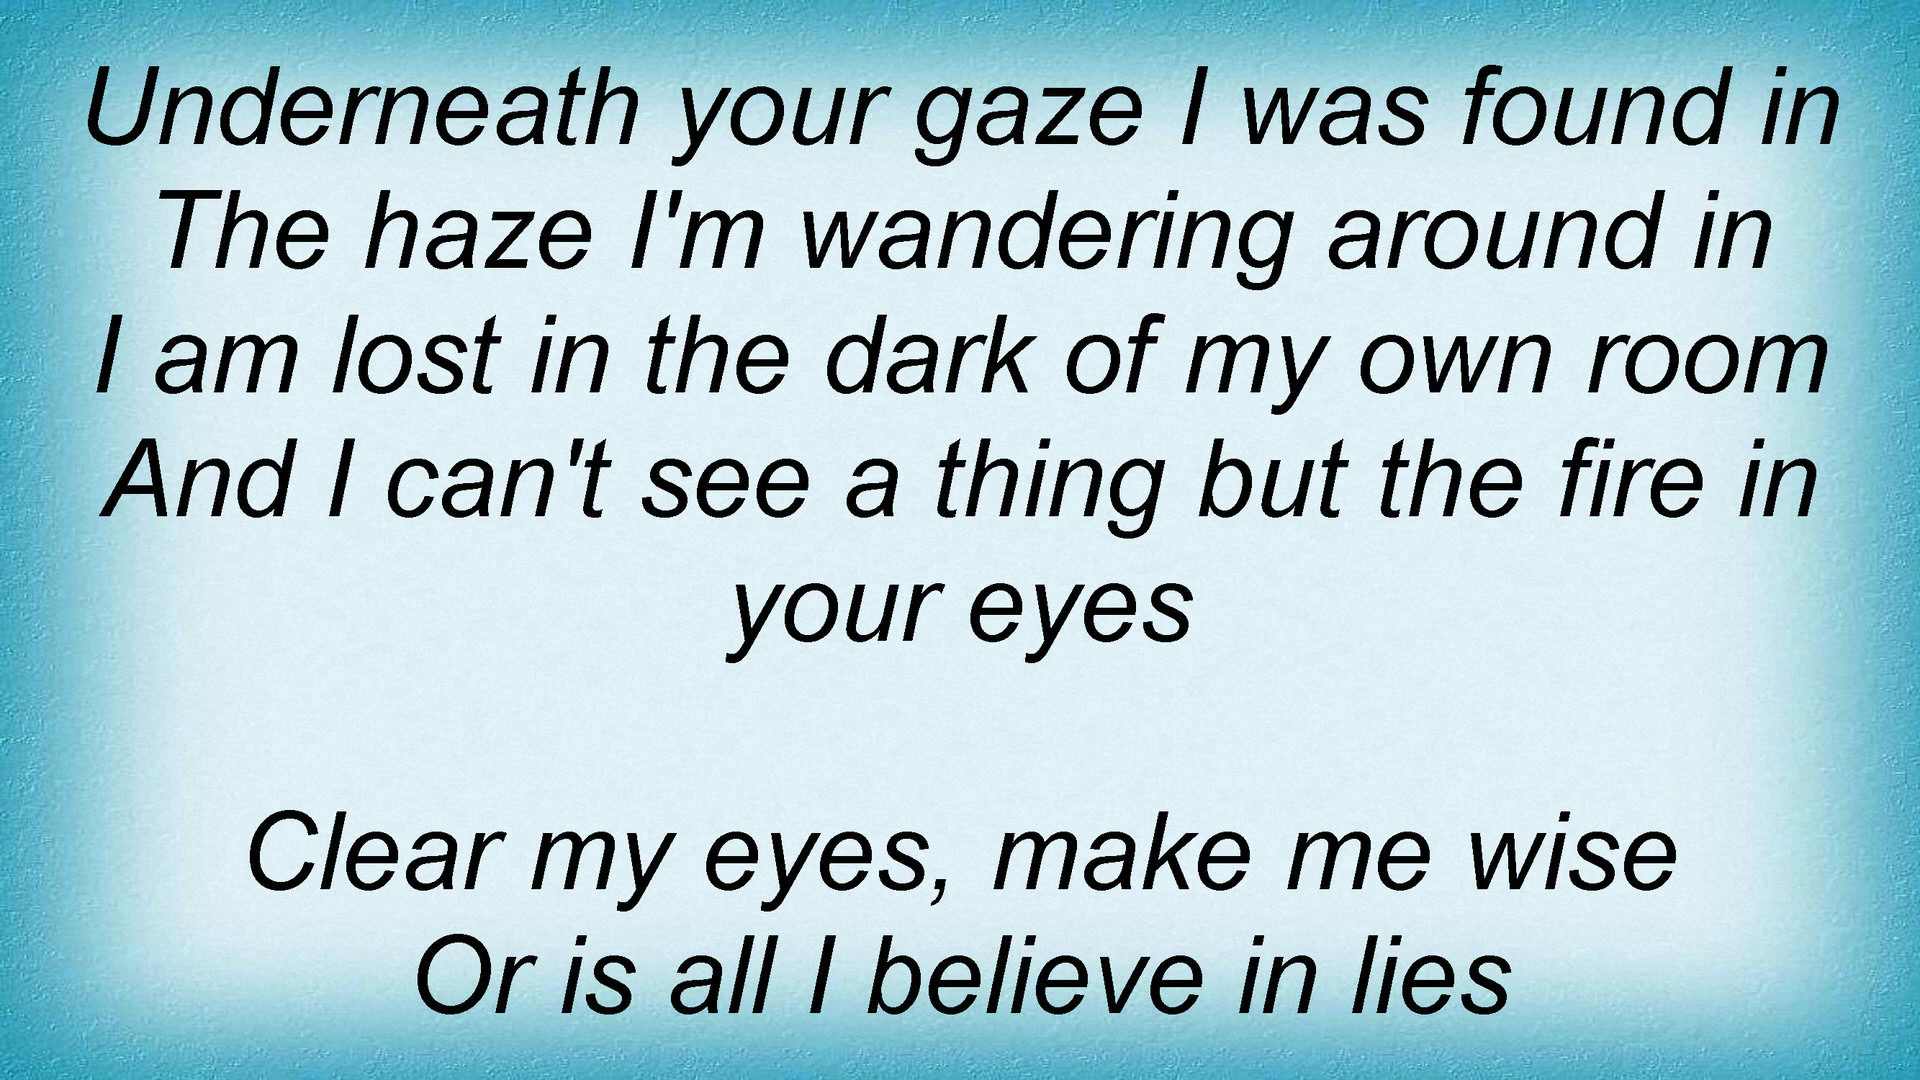 Underneath your gaze I was found in
The haze I'm wandering around in
I am lost in the dark of my own room
And I can't see a thing but the fire in
your eyes
Clear my eyes, make me wise
Or is all I believe in lies